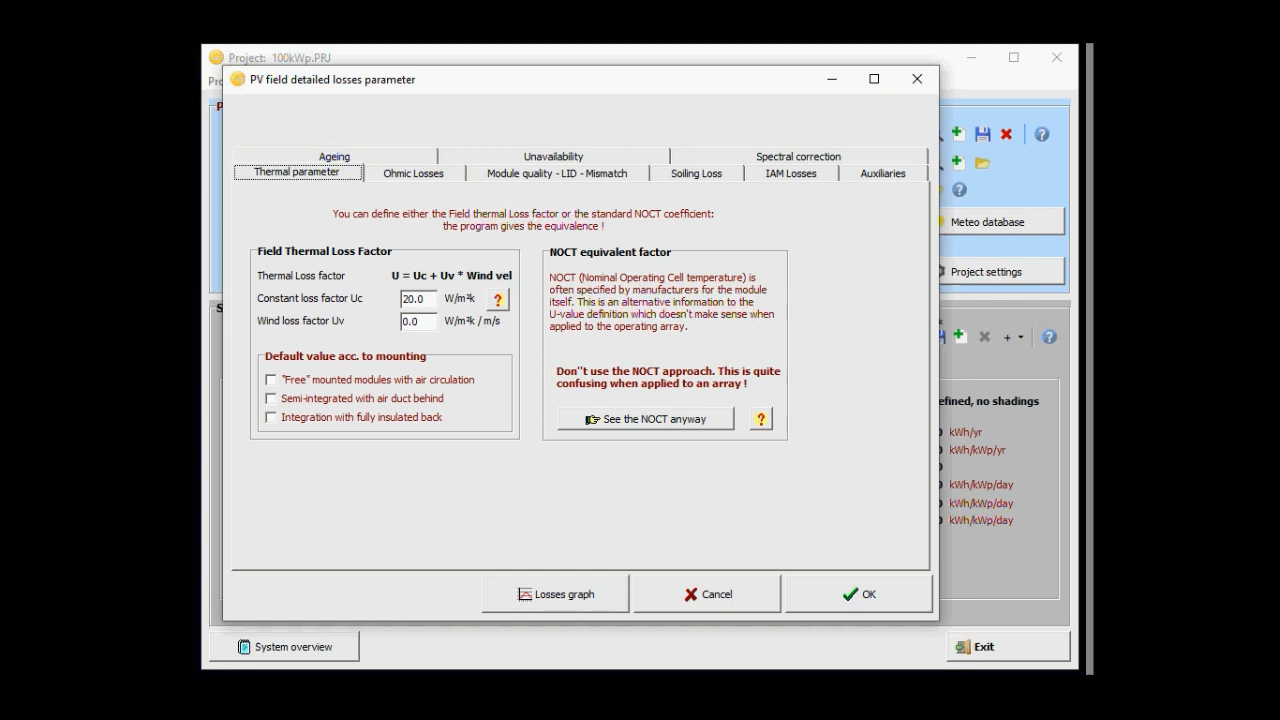 Project: 100kWp.PRJ
PV field detailed losses parameter
Ageing
Unavailability
Spectral correction
Thermal parameter
Ohmic Losses
Module quality - LID - Mismatch
Soiling Loss
IAM Losses
Auxiliaries
You can define either the Field thermal Loss factor or the standard NOCT coefficient:
the program gives the equivalence !
Field Thermal Loss Factor
Thermal Loss factor U = Uc + Uv * Wind vel
Constant loss factor Uc 20.0 W/m²k ?
Wind loss factor Uv 0.0 W/m²k / m/s
Default value acc. to mounting
"Free" mounted modules with air circulation
Semi-integrated with air duct behind
Integration with fully insulated back
NOCT equivalent factor
NOCT (Nominal Operating Cell temperature) is
often specified by manufacturers for the module
itself. This is an alternative information to the
U-value definition which doesn't make sense when
applied to the operating array.
Don''t use the NOCT approach. This is quite
confusing when applied to an array !
See the NOCT anyway ?
Losses graph
Cancel
OK
Meteo database
Project settings
efined, no shadings
kWh/yr
kWh/kWp/yr
kWh/kWp/day
kWh/kWp/day
kWh/kWp/day
System overview
Exit